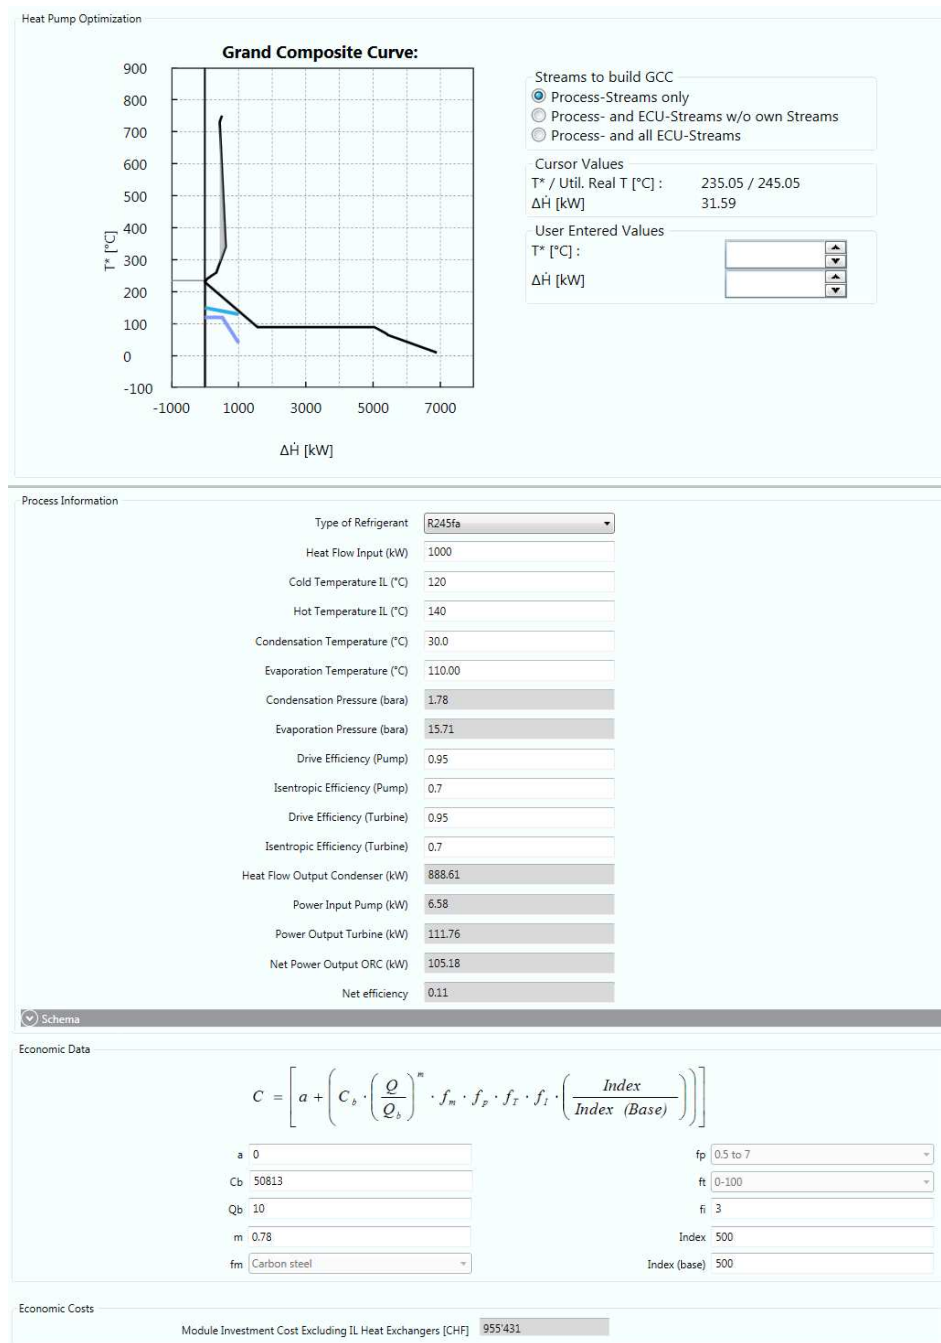 Heat Pump Optimization
Grand Composite Curve:
900
800
700
600
500
400
300
200
100
0
-100
T* [°C]
-1000 1000 3000 5000 7000
ΔḢ [kW]
Streams to build GCC
Process-Streams only
Process- and ECU-Streams w/o own Streams
Process- and all ECU-Streams
Cursor Values
T* / Util. Real T [°C] : 235.05 / 245.05
ΔḢ [kW] 31.59
User Entered Values
T* [°C] :
ΔḢ [kW]
Process Information
Type of Refrigerant R245fa
Heat Flow Input (kW) 1000
Cold Temperature IL (°C) 120
Hot Temperature IL (°C) 140
Condensation Temperature (°C) 30.0
Evaporation Temperature (°C) 110.00
Condensation Pressure (bara) 1.78
Evaporation Pressure (bara) 15.71
Drive Efficiency (Pump) 0.95
Isentropic Efficiency (Pump) 0.7
Drive Efficiency (Turbine) 0.95
Isentropic Efficiency (Turbine) 0.7
Heat Flow Output Condenser (kW) 888.61
Power Input Pump (kW) 6.58
Power Output Turbine (kW) 111.76
Net Power Output ORC (kW) 105.18
Net efficiency 0.11
Schema
Economic Data
C = [ a + ( C_b · ( Q / Q_b )^m · f_m · f_p · f_T · f_I · ( Index / Index (Base) ) ) ]
a 0 fp 0.5 to 7
Cb 50813 ft 0-100
Qb 10 fi 3
m 0.78 Index 500
fm Carbon steel Index (base) 500
Economic Costs
Module Investment Cost Excluding IL Heat Exchangers [CHF] 955'431